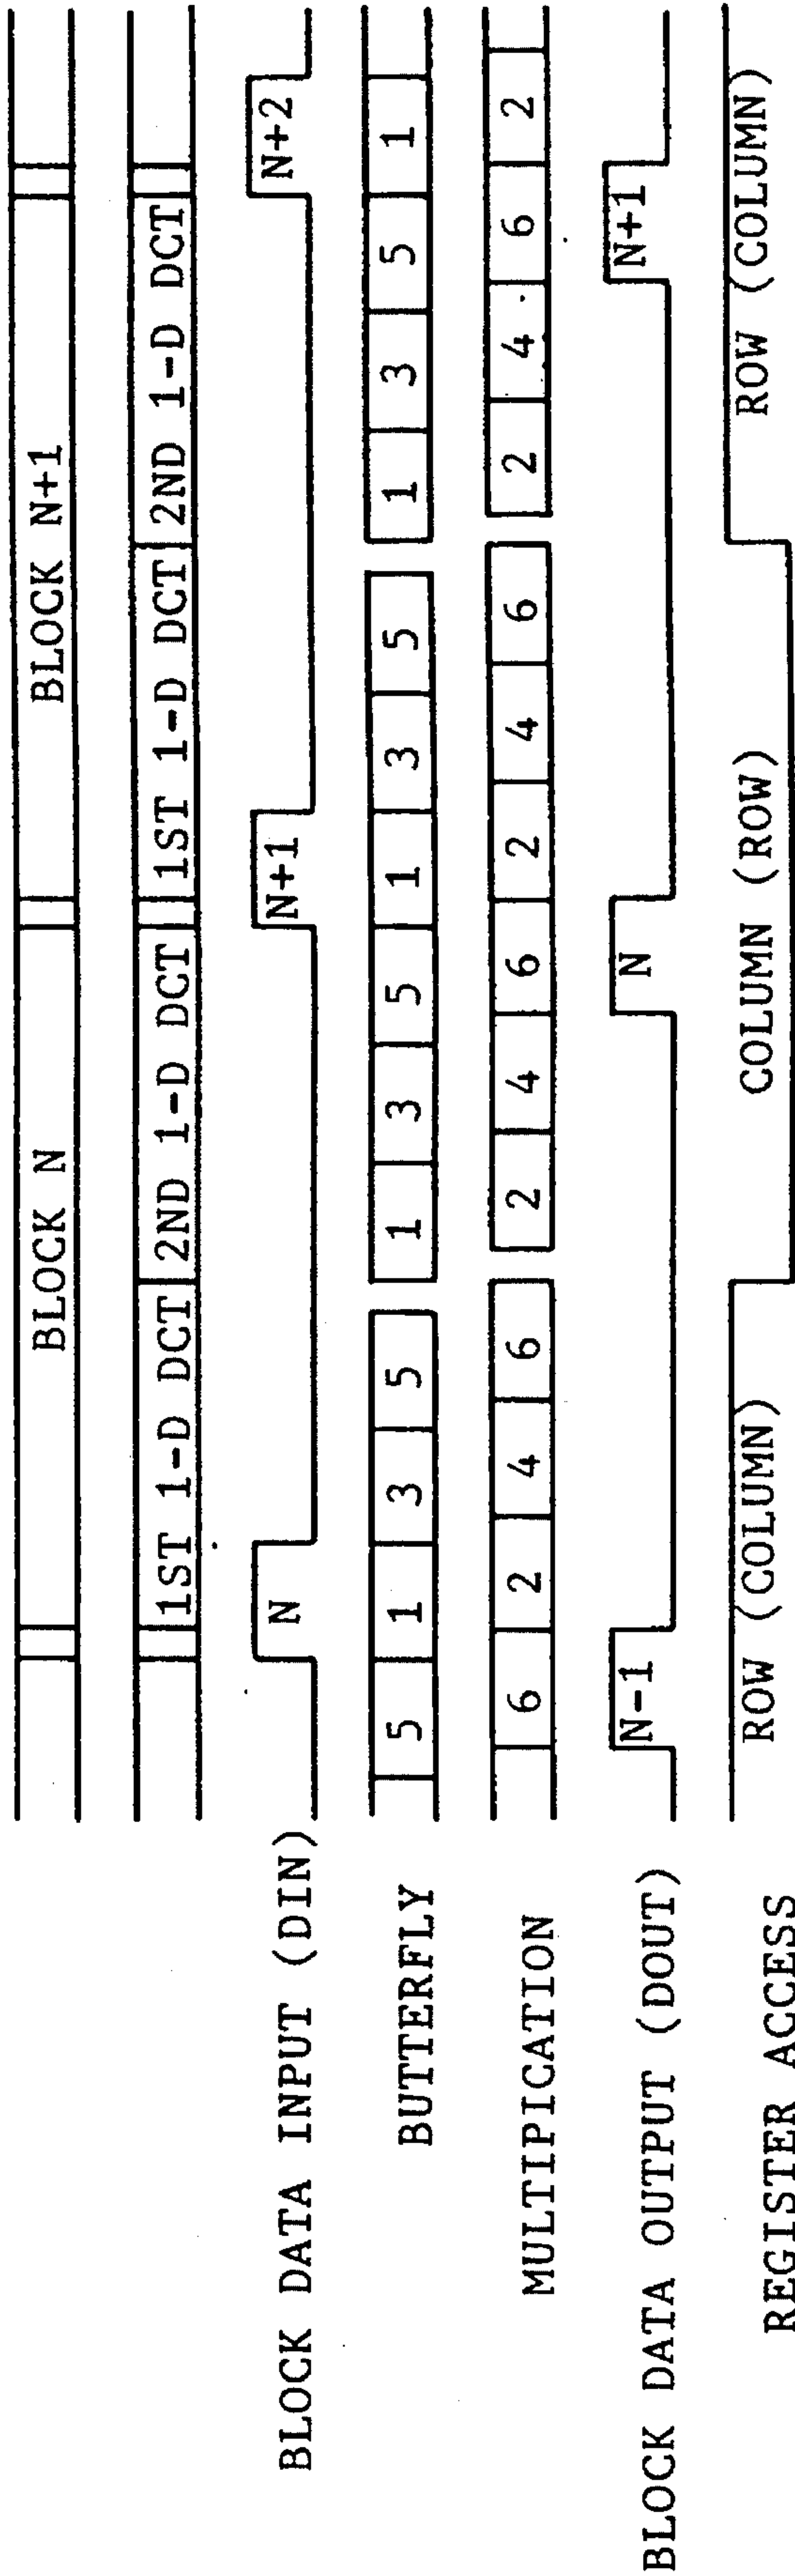 BLOCK N BLOCK N+1
1ST 1-D DCT 2ND 1-D DCT 1ST 1-D DCT 2ND 1-D DCT
BLOCK DATA INPUT (DIN) N N+1 N+2
BUTTERFLY 5 1 3 5 1 3 5 1 3 5 1 3 5 1
MULTIPICATION 6 2 4 6 2 4 6 2 4 6 2 4 6 2
BLOCK DATA OUTPUT (DOUT) N-1 N N+1
REGISTER ACCESS ROW (COLUMN) COLUMN (ROW) ROW (COLUMN)